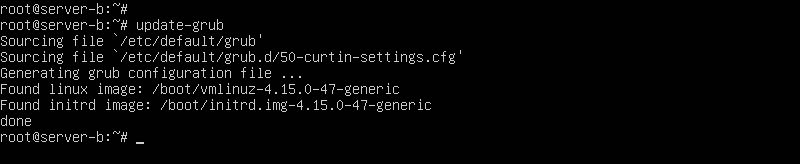 root@server-b:~#
root@server-b:~# update-grub
Sourcing file `/etc/default/grub'
Sourcing file `/etc/default/grub.d/50-curtin-settings.cfg'
Generating grub configuration file ...
Found linux image: /boot/vmlinuz-4.15.0-47-generic
Found initrd image: /boot/initrd.img-4.15.0-47-generic
done
root@server-b:~# _